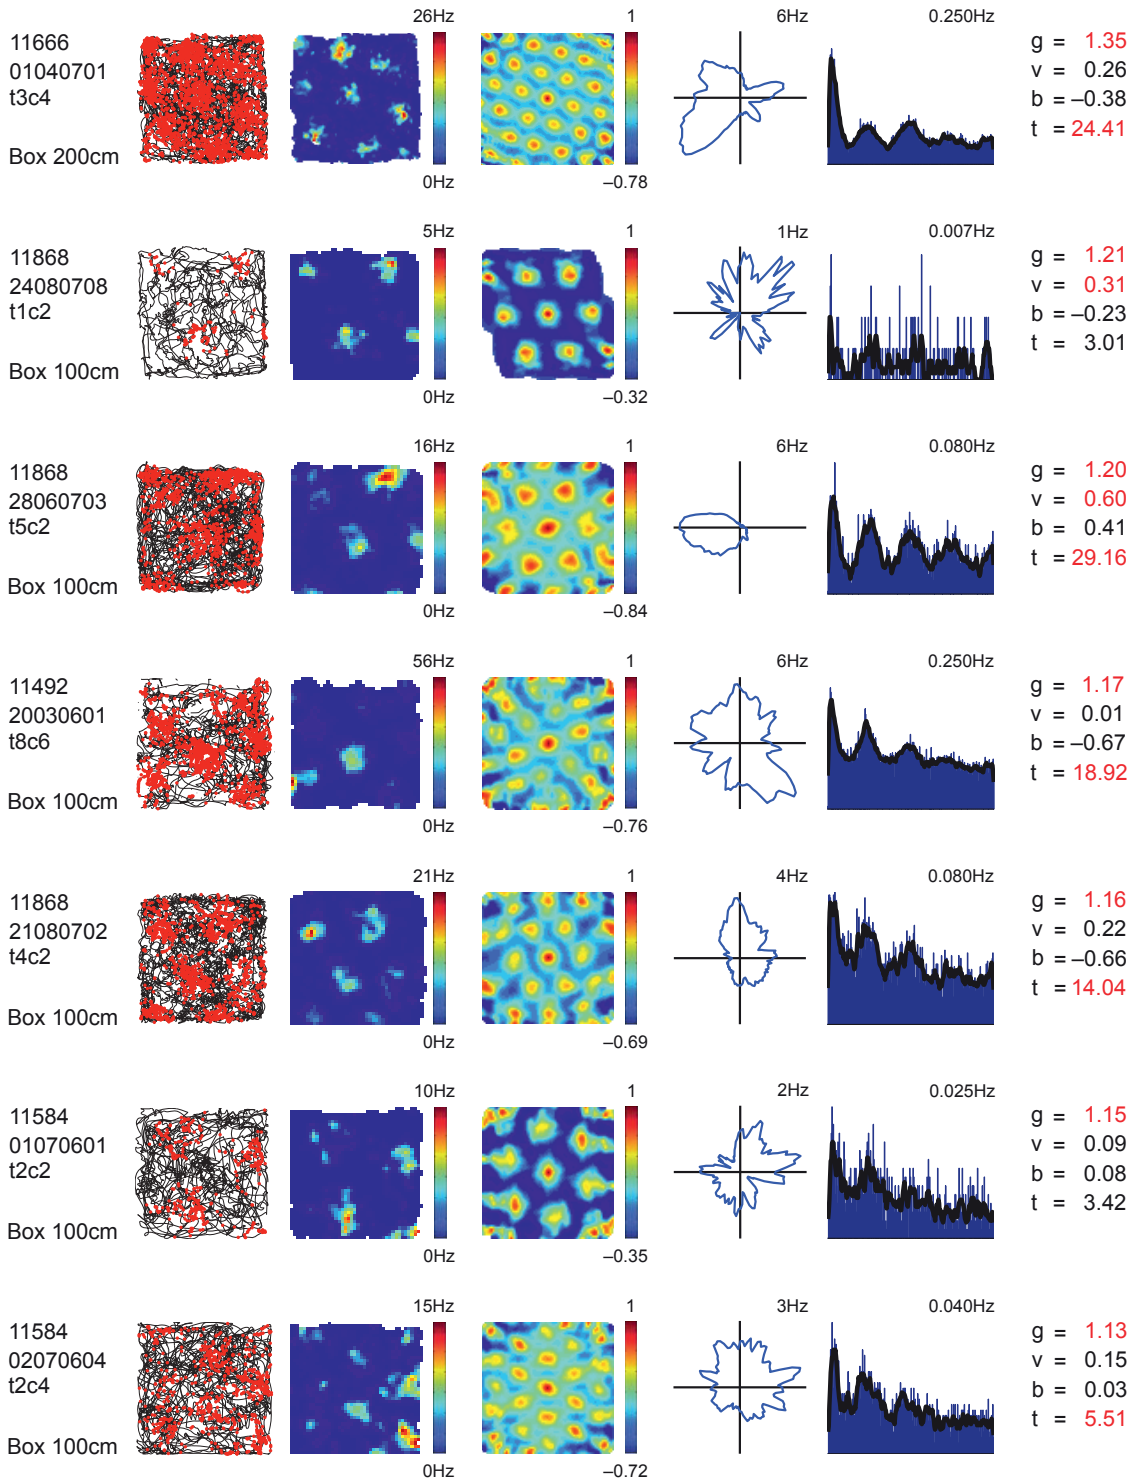 26Hz 1 6Hz 0.250Hz
11666
01040701
t3c4
Box 200cm
g = 1.35
v = 0.26
b = –0.38
t = 24.41
0Hz –0.78
5Hz 1 1Hz 0.007Hz
11868
24080708
t1c2
Box 100cm
g = 1.21
v = 0.31
b = –0.23
t = 3.01
0Hz –0.32
16Hz 1 6Hz 0.080Hz
11868
28060703
t5c2
Box 100cm
g = 1.20
v = 0.60
b = 0.41
t = 29.16
0Hz –0.84
56Hz 1 6Hz 0.250Hz
11492
20030601
t8c6
Box 100cm
g = 1.17
v = 0.01
b = –0.67
t = 18.92
0Hz –0.76
21Hz 1 4Hz 0.080Hz
11868
21080702
t4c2
Box 100cm
g = 1.16
v = 0.22
b = –0.66
t = 14.04
0Hz –0.69
10Hz 1 2Hz 0.025Hz
11584
01070601
t2c2
Box 100cm
g = 1.15
v = 0.09
b = 0.08
t = 3.42
0Hz –0.35
15Hz 1 3Hz 0.040Hz
11584
02070604
t2c4
Box 100cm
g = 1.13
v = 0.15
b = 0.03
t = 5.51
0Hz –0.72